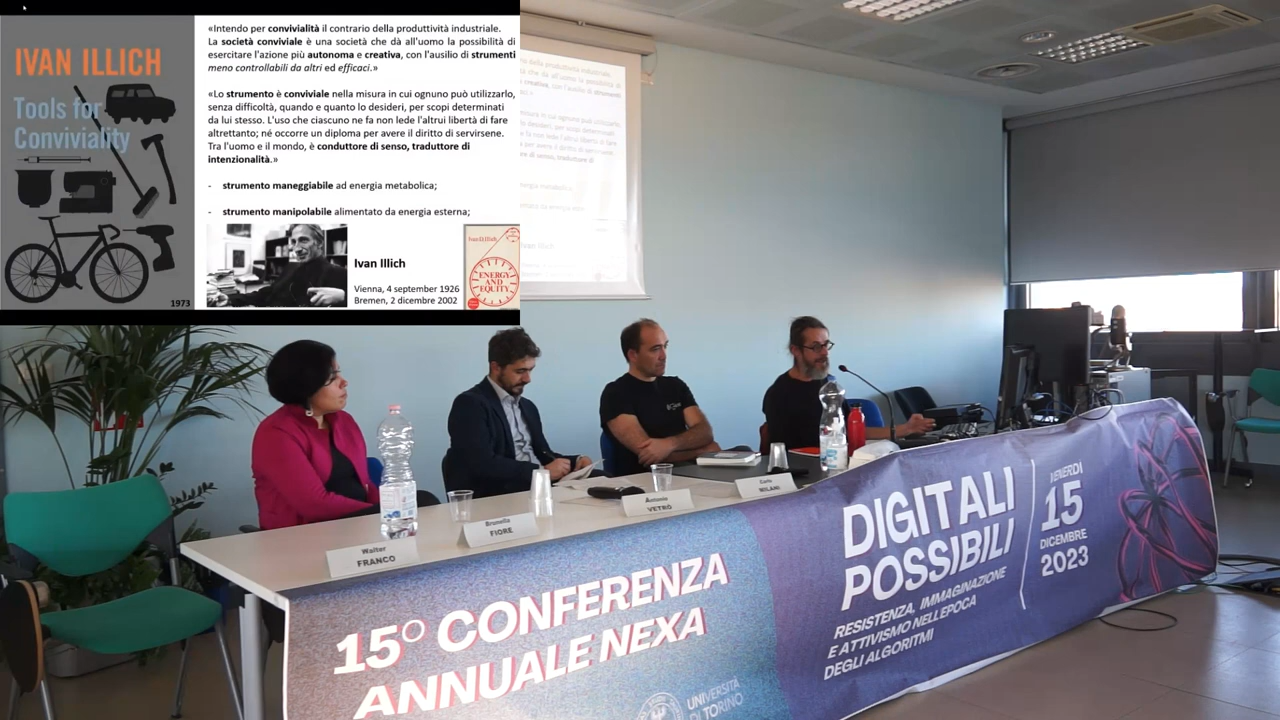 IVAN ILLICH
Tools for
Conviviality
1973
«Intendo per convivialità il contrario della produttività industriale.
La società conviviale è una società che dà all'uomo la possibilità di
esercitare l'azione più autonoma e creativa, con l'ausilio di strumenti
meno controllabili da altri ed efficaci.»
«Lo strumento è conviviale nella misura in cui ognuno può utilizzarlo,
senza difficoltà, quando e quanto lo desideri, per scopi determinati
da lui stesso. L'uso che ciascuno ne fa non lede l'altrui libertà di fare
altrettanto; né occorre un diploma per avere il diritto di servirsene.
Tra l'uomo e il mondo, è conduttore di senso, traduttore di
intenzionalità.»
- strumento maneggiabile ad energia metabolica;
- strumento manipolabile alimentato da energia esterna;
Ivan Illich
Vienna, 4 september 1926
Bremen, 2 dicembre 2002
Ivan D. Illich
ENERGY
AND
EQUITY
Walter
FRANCO
Brunella
FIORE
Antonio
VETRÒ
Carlo
MILANI
15° CONFERENZA
ANNUALE NEXA
DIGITALI
POSSIBILI
RESISTENZA, IMMAGINAZIONE
E ATTIVISMO NELL'EPOCA
DEGLI ALGORITMI
VENERDÌ
15
DICEMBRE
2023
UNIVERSITÀ
DI TORINO